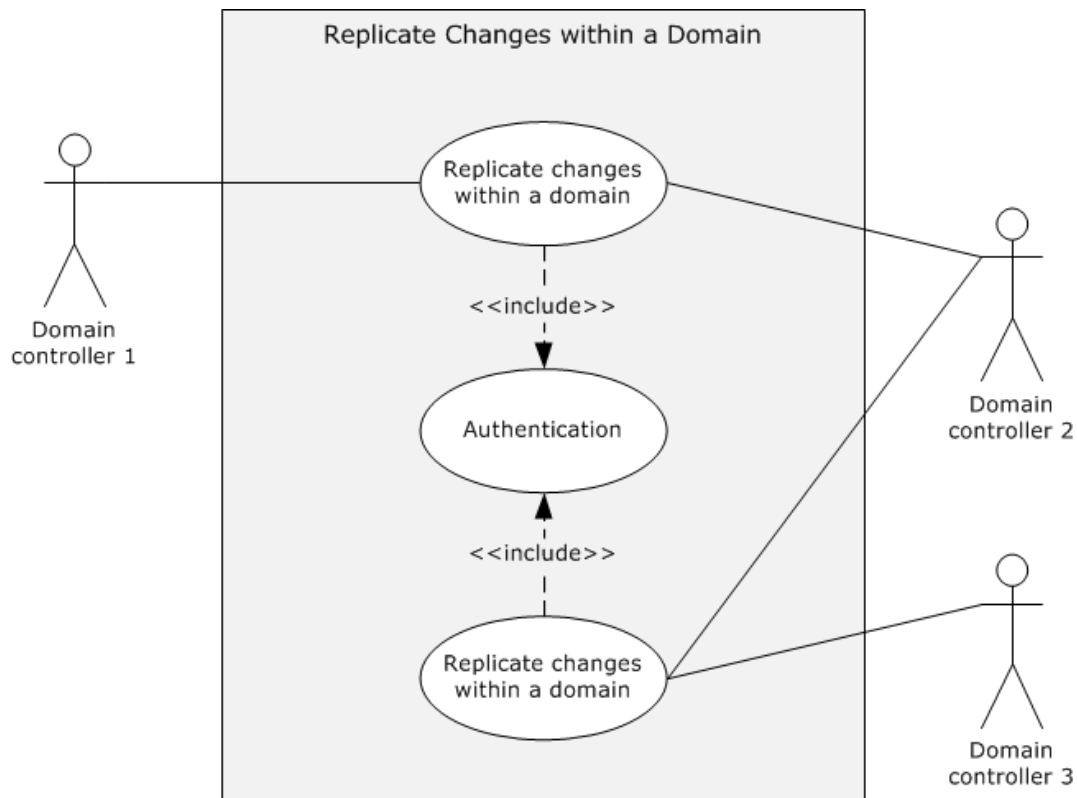 Replicate Changes within a Domain
Replicate changes
within a domain
<<include>>
Domain
controller 1
Authentication
Domain
controller 2
<<include>>
Replicate changes
within a domain
Domain
controller 3